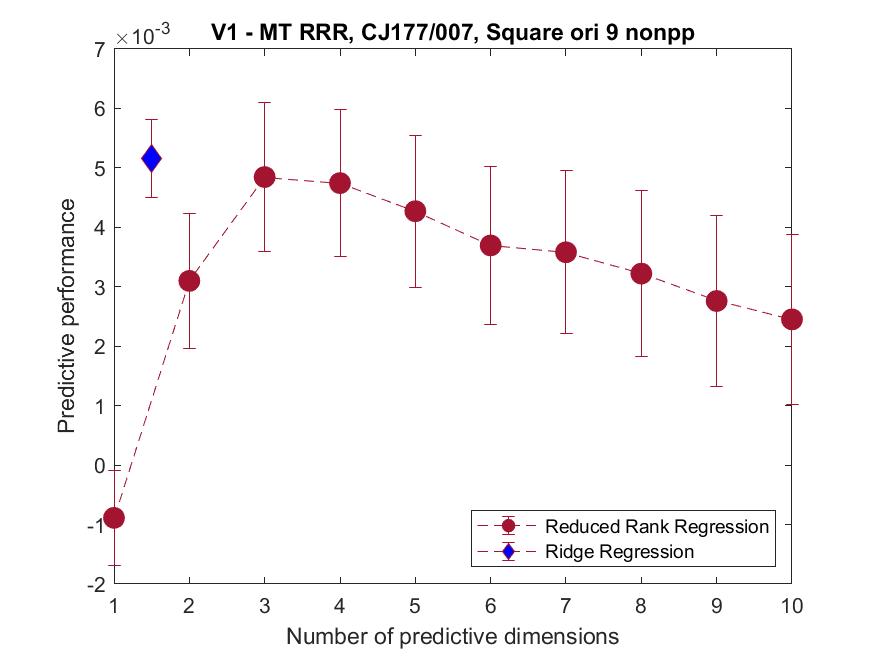 ×10-3
V1 - MT RRR, CJ177/007, Square ori 9 nonpp
7
6
5
4
3
2
1
0
-1
-2
Predictive performance
1 2 3 4 5 6 7 8 9 10
Number of predictive dimensions
Reduced Rank Regression
Ridge Regression